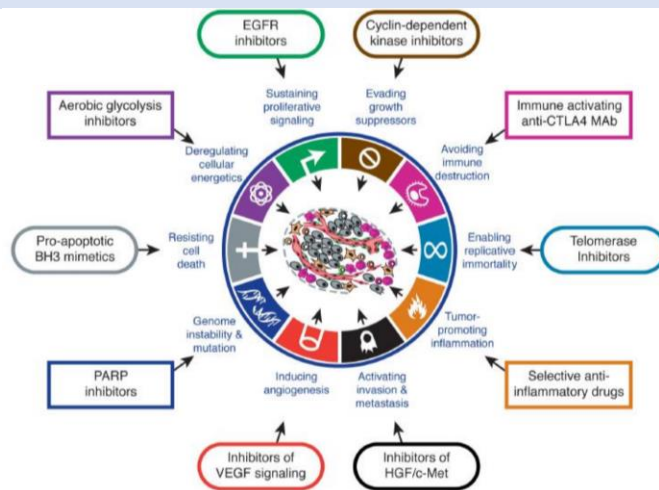 EGFR
inhibitors
Cyclin-dependent
kinase inhibitors
Aerobic glycolysis
inhibitors
Sustaining
proliferative
signaling
Evading
growth
suppressors
Immune activating
anti-CTLA4 MAb
Deregulating
cellular
energetics
Avoiding
immune
destruction
Pro-apoptotic
BH3 mimetics
Resisting
cell
death
Enabling
replicative
immortality
Telomerase
Inhibitors
Genome
instability &
mutation
Tumor-
promoting
inflammation
PARP
inhibitors
Inducing
angiogenesis
Activating
invasion &
metastasis
Selective anti-
inflammatory drugs
Inhibitors of
VEGF signaling
Inhibitors of
HGF/c-Met